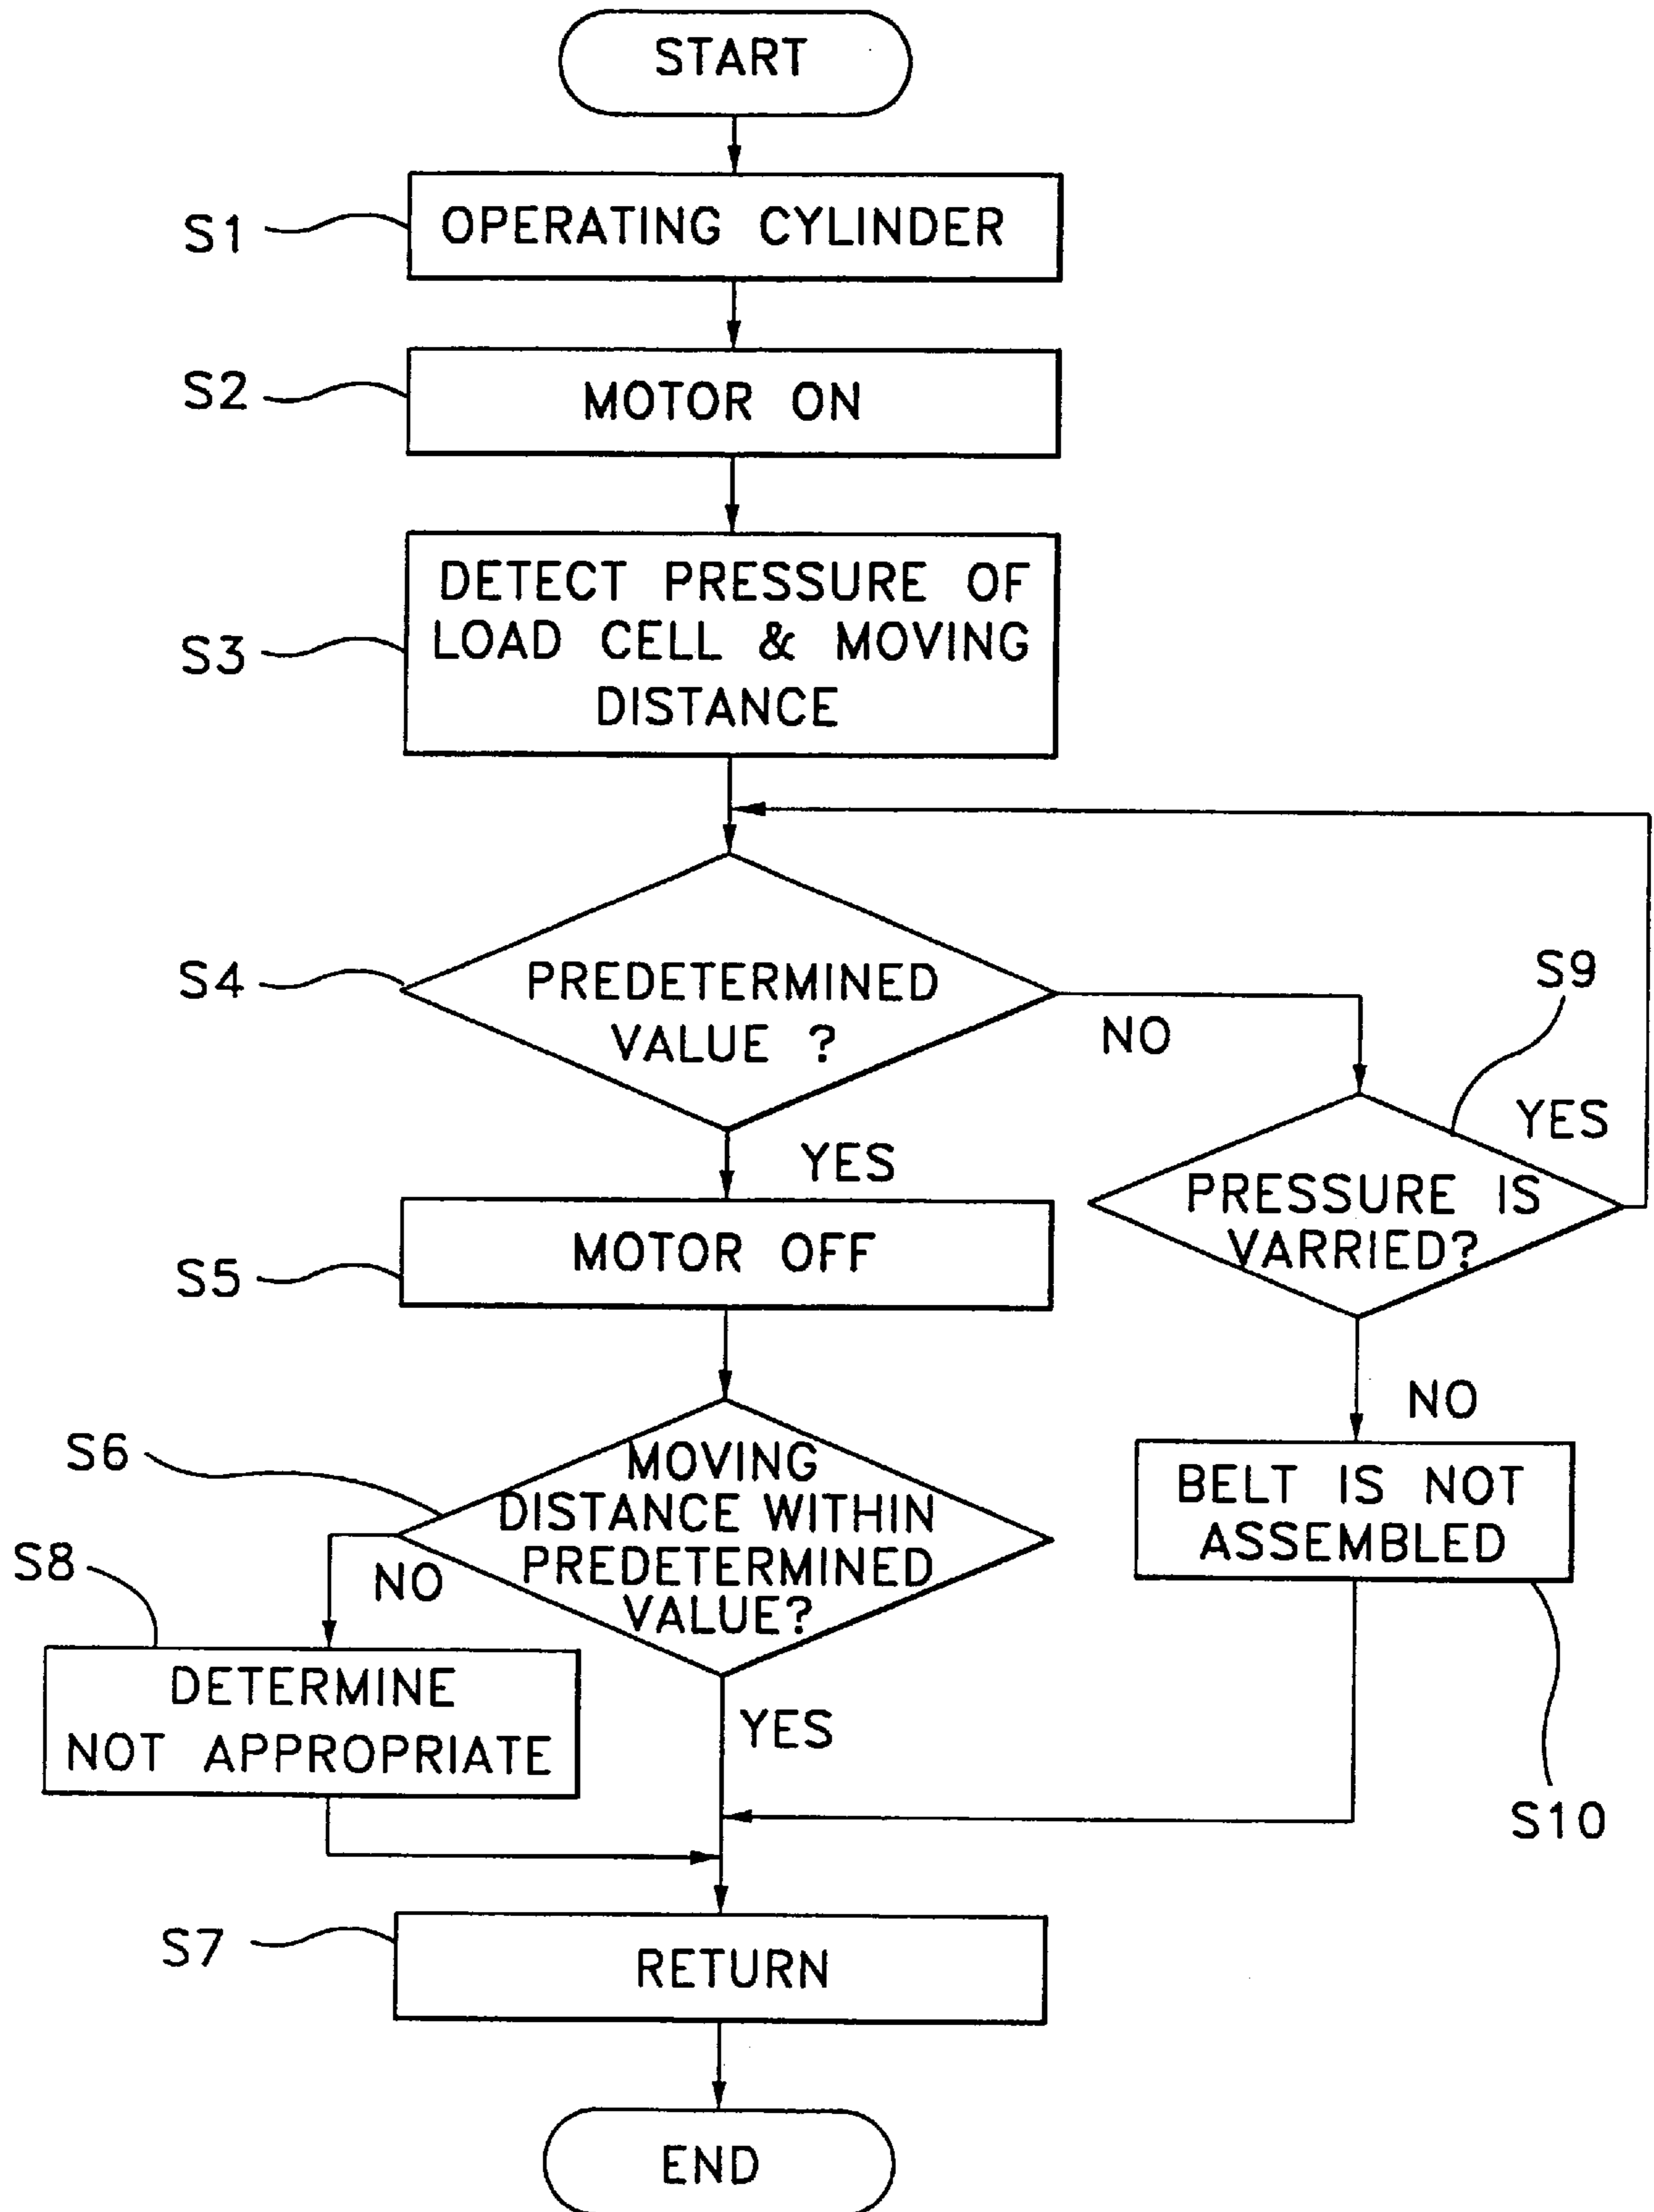 START
S1
OPERATING CYLINDER
S2
MOTOR ON
S3
DETECT PRESSURE OF
LOAD CELL & MOVING
DISTANCE
S4
PREDETERMINED
VALUE ?
NO
S9
YES
PRESSURE IS
VARRIED?
YES
S5
MOTOR OFF
NO
BELT IS NOT
ASSEMBLED
S10
S6
MOVING
DISTANCE WITHIN
PREDETERMINED
VALUE?
NO
S8
DETERMINE
NOT APPROPRIATE
YES
S7
RETURN
END